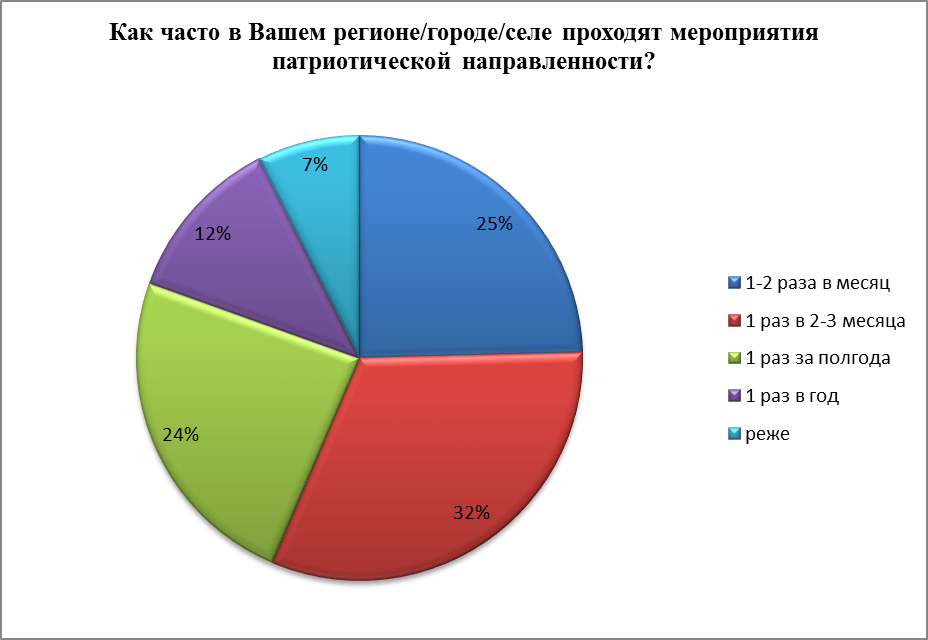 Как часто в Вашем регионе/городе/селе проходят мероприятия
патриотической направленности?
7%
25%
12%
1-2 раза в месяц
1 раз в 2-3 месяца
1 раз за полгода
1 раз в год
реже
24%
32%